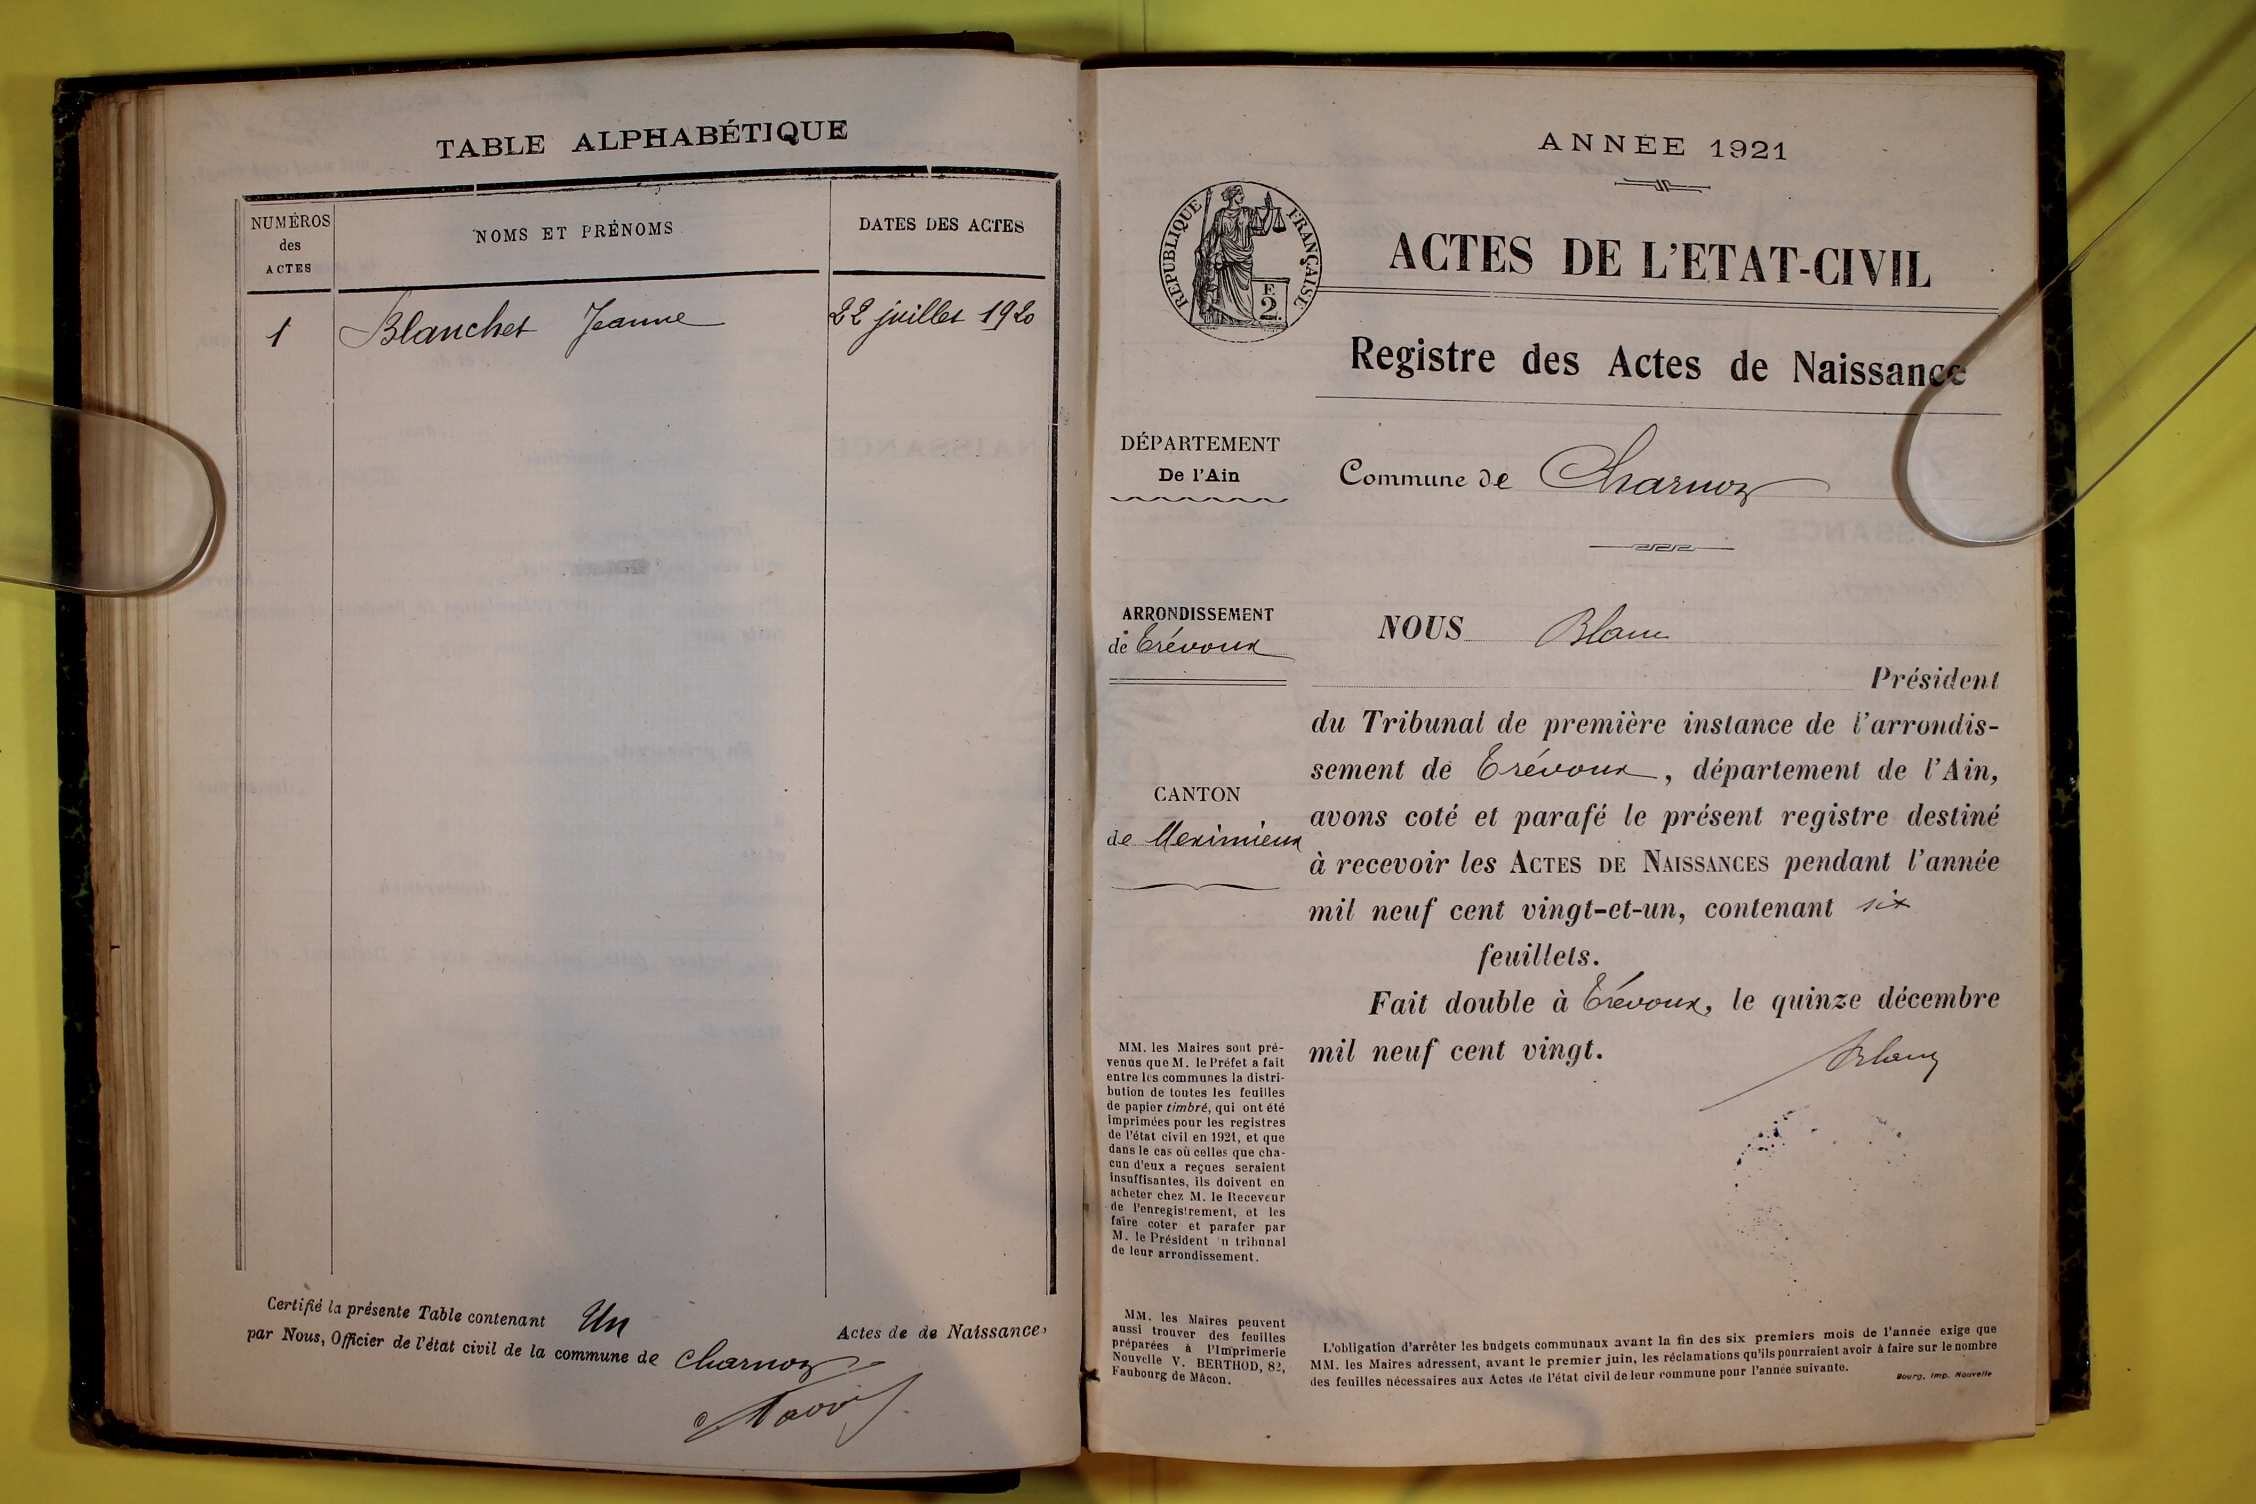 TABLE ALPHABÉTIQUE
NUMÉROS
des
ACTES
NOMS ET PRÉNOMS
DATES DES ACTES
1
Blanchet Jeanne
22 juillet 1920
Certifié la présente Table contenant Un
Actes de de Naissance,
par Nous, Officier de l'état civil de la commune de Charnoz
ANNÉE 1921
RÉPUBLIQUE FRANÇAISE
E
2.
ACTES DE L'ETAT-CIVIL
Registre des Actes de Naissance
DÉPARTEMENT
De l'Ain
Commune de Charnoz
ARRONDISSEMENT
de Trévoux
CANTON
de Meximieux
NOUS Blanc
Président
du Tribunal de première instance de l'arrondis-
sement de Trévoux, département de l'Ain,
avons coté et parafé le présent registre destiné
à recevoir les ACTES DE NAISSANCES pendant l'année
mil neuf cent vingt-et-un, contenant six
feuillets.
Fait double à Trévoux, le quinze décembre
mil neuf cent vingt.
Blanc
MM. les Maires sont pré-
venus que M. le Préfet a fait
entre les communes la distri-
bution de toutes les feuilles
de papier timbré, qui ont été
imprimées pour les registres
de l'état civil en 1921, et que
dans le cas où celles que cha-
cun d'eux a reçues seraient
insuffisantes, ils doivent en
acheter chez M. le Receveur
de l'enregistrement, et les
faire coter et parafer par
M. le Président n tribunal
de leur arrondissement.
MM. les Maires peuvent
aussi trouver des feuilles
préparées à l'Imprimerie
Nouvelle V. BERTHOD, 82,
Faubourg de Mâcon.
L'obligation d'arrêter les budgets communaux avant la fin des six premiers mois de l'année exige que
MM. les Maires adressent, avant le premier juin, les réclamations qu'ils pourraient avoir à faire sur le nombre
des feuilles nécessaires aux Actes de l'état civil de leur commune pour l'année suivante.
Bourg, Imp. Nouvelle